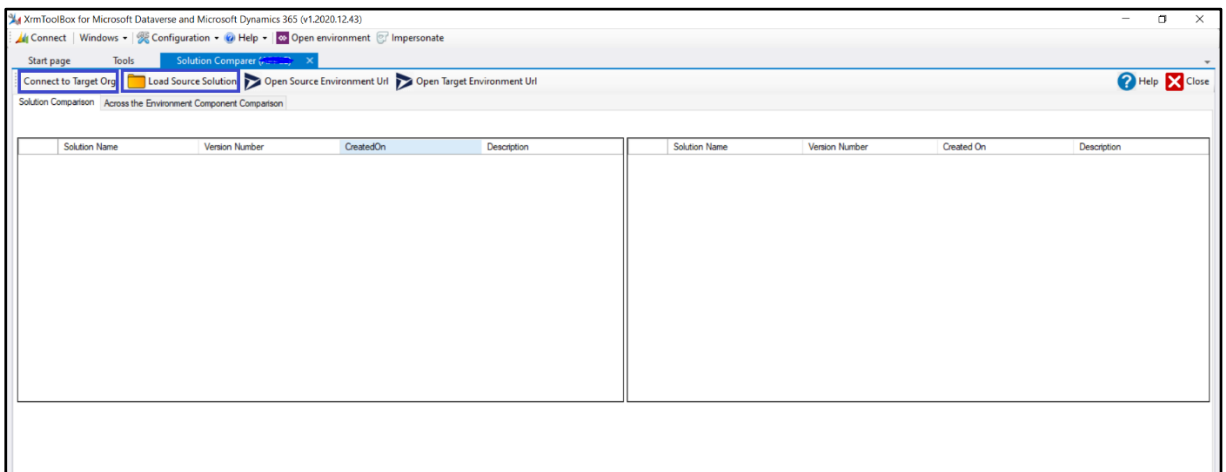 XrmToolBox for Microsoft Dataverse and Microsoft Dynamics 365 (v1.2020.12.43)
Connect Windows Configuration Help Open environment Impersonate
Start page Tools Solution Comparer
Connect to Target Org Load Source Solution Open Source Environment Url Open Target Environment Url Help Close
Solution Comparison Across the Environment Component Comparison
Solution Name Version Number CreatedOn Description Solution Name Version Number Created On Description